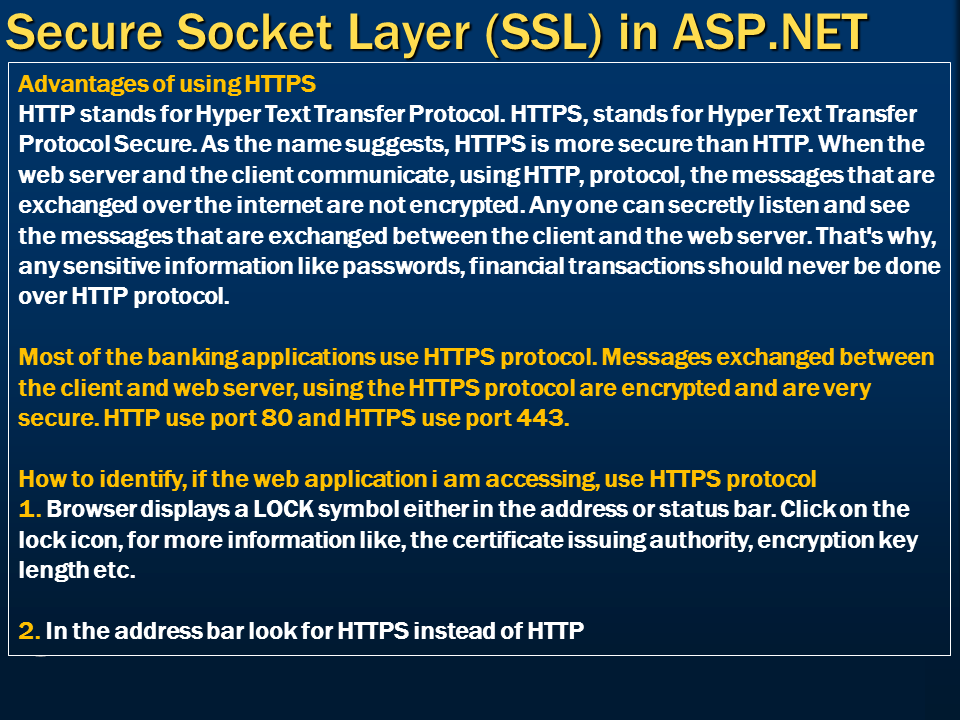 Secure Socket Layer (SSL) in ASP.NET
Advantages of using HTTPS
HTTP stands for Hyper Text Transfer Protocol. HTTPS, stands for Hyper Text Transfer
Protocol Secure. As the name suggests, HTTPS is more secure than HTTP. When the
web server and the client communicate, using HTTP, protocol, the messages that are
exchanged over the internet are not encrypted. Any one can secretly listen and see
the messages that are exchanged between the client and the web server. That's why,
any sensitive information like passwords, financial transactions should never be done
over HTTP protocol.
Most of the banking applications use HTTPS protocol. Messages exchanged between
the client and web server, using the HTTPS protocol are encrypted and are very
secure. HTTP use port 80 and HTTPS use port 443.
How to identify, if the web application i am accessing, use HTTPS protocol
1. Browser displays a LOCK symbol either in the address or status bar. Click on the
lock icon, for more information like, the certificate issuing authority, encryption key
length etc.
2. In the address bar look for HTTPS instead of HTTP